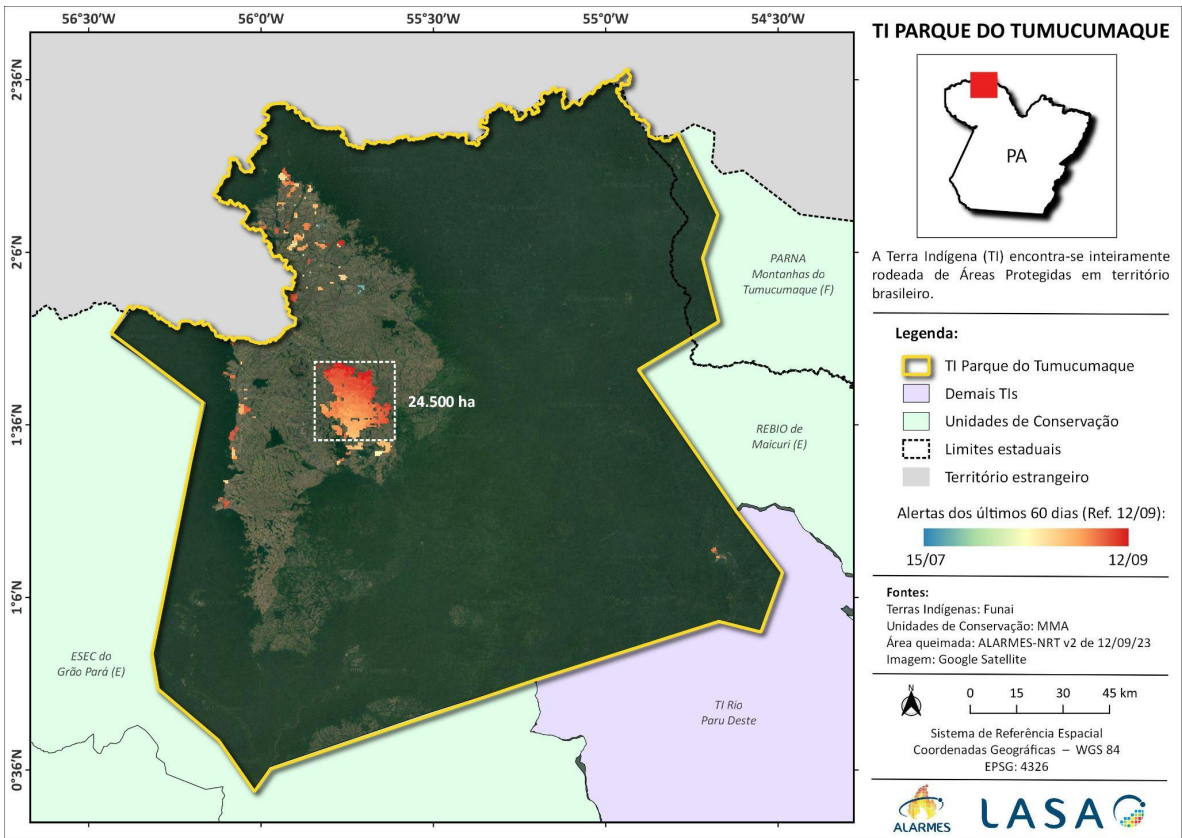 56°30'W
56°0'W
55°30'W
55°0'W
54°30'W
2°36'N
2°6'N
1°36'N
1°6'N
0°36'N
24.500 ha
PARNA
Montanhas do
Tumucumaque (F)
REBIO de
Maicuri (E)
ESEC do
Grão Pará (E)
TI Rio
Paru Deste
TI PARQUE DO TUMUCUMAQUE
PA
A Terra Indígena (TI) encontra-se inteiramente
rodeada de Áreas Protegidas em território
brasileiro.
Legenda:
TI Parque do Tumucumaque
Demais TIs
Unidades de Conservação
Limites estaduais
Território estrangeiro
Alertas dos últimos 60 dias (Ref. 12/09):
15/07 12/09
Fontes:
Terras Indígenas: Funai
Unidades de Conservação: MMA
Área queimada: ALARMES-NRT v2 de 12/09/23
Imagem: Google Satellite
N
0 15 30 45 km
Sistema de Referência Espacial
Coordenadas Geográficas – WGS 84
EPSG: 4326
ALARMES
LASA